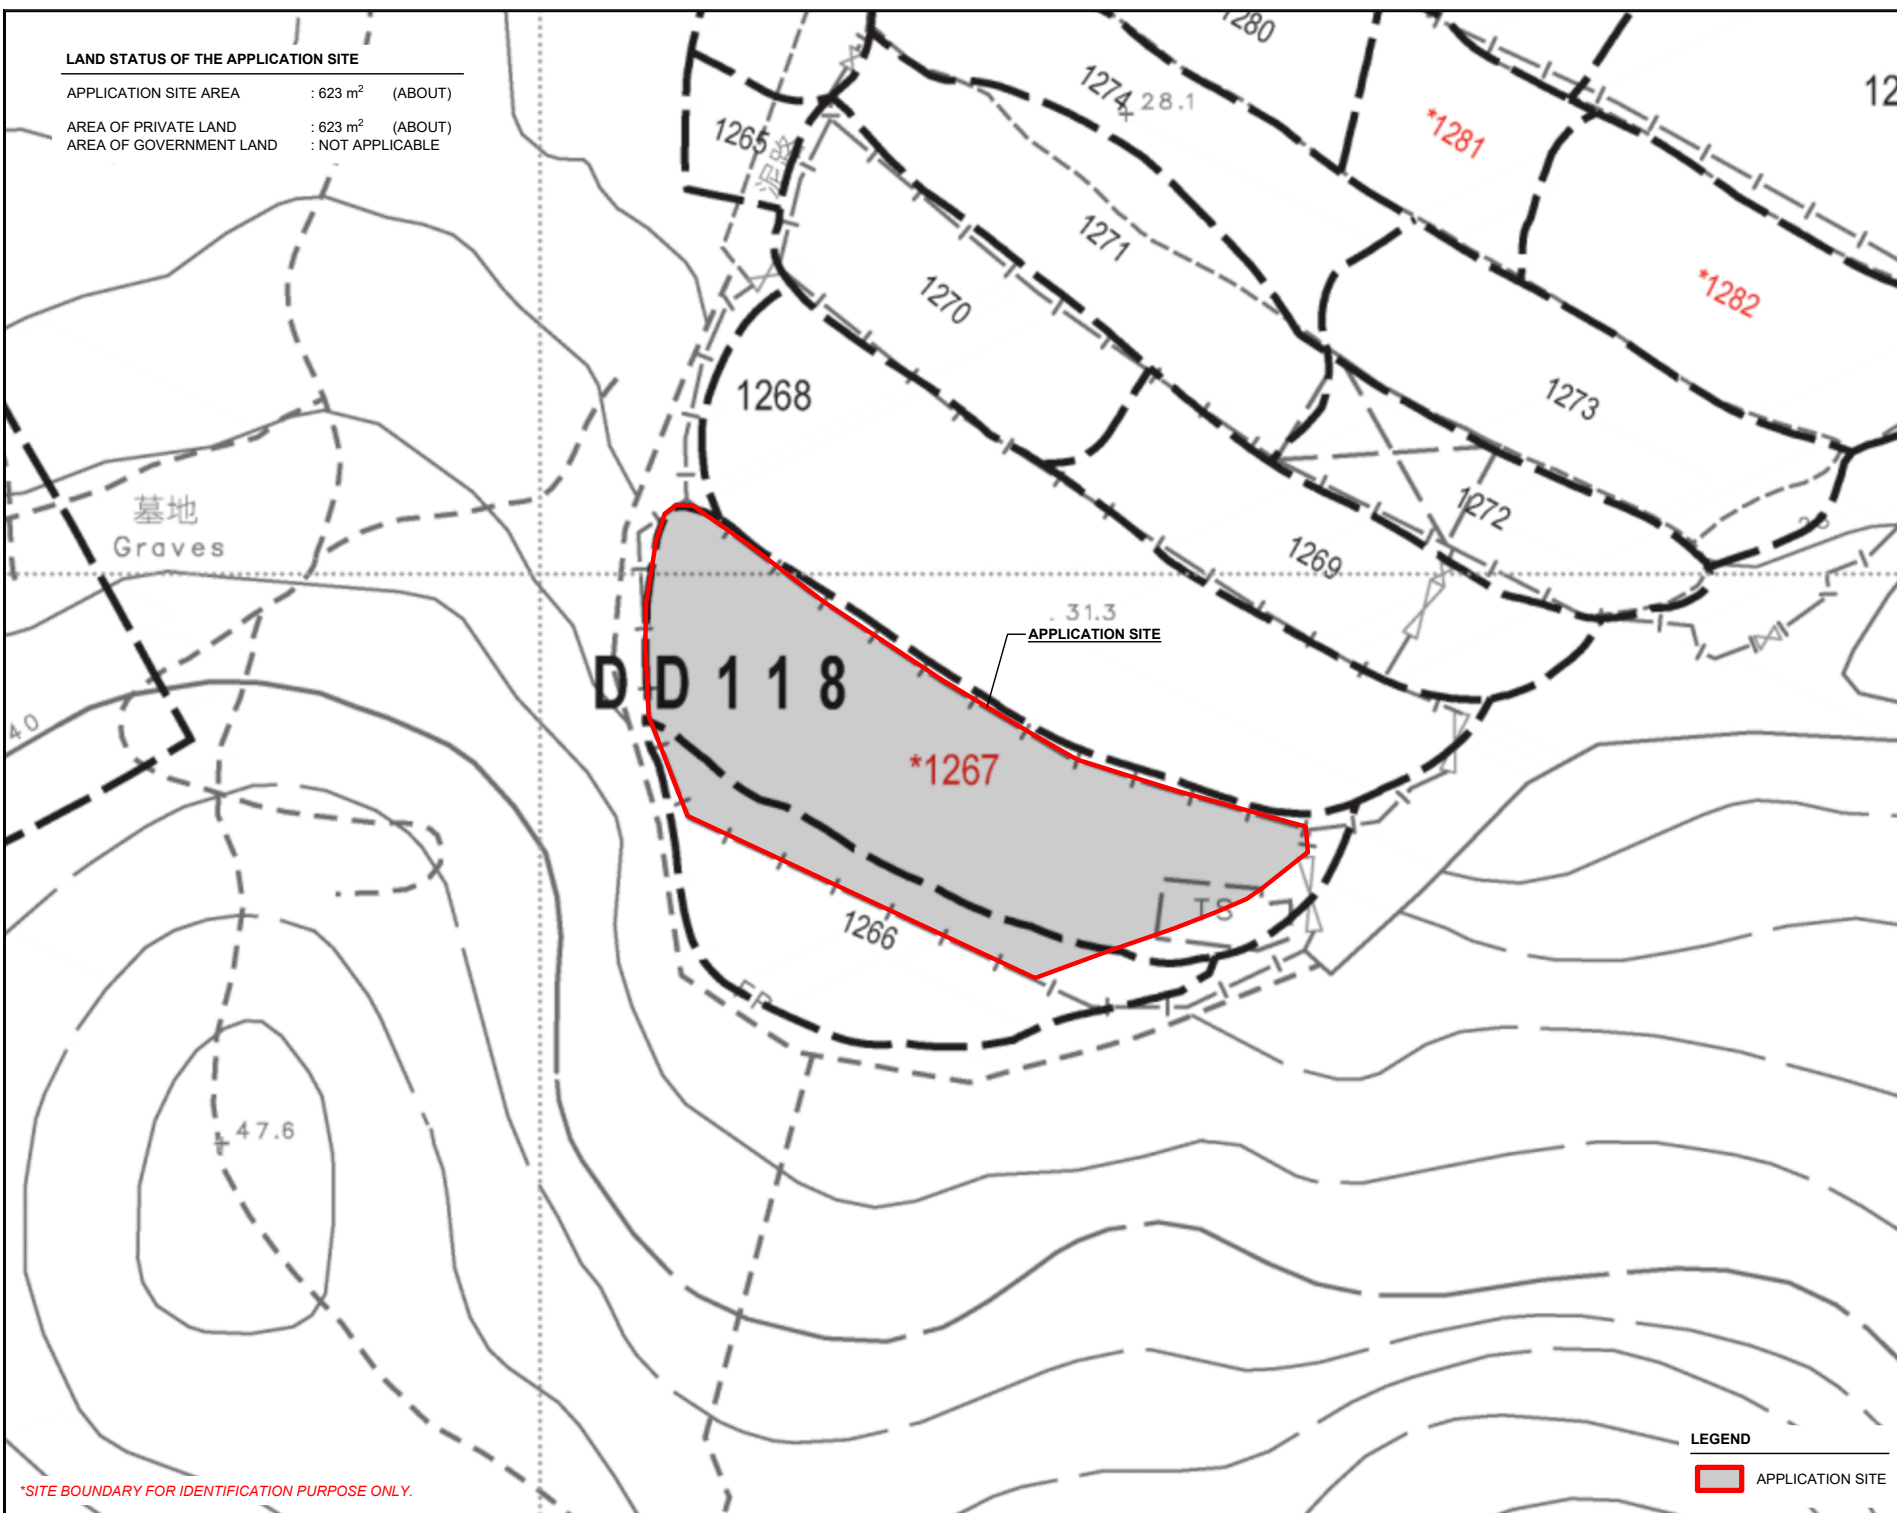 LAND STATUS OF THE APPLICATION SITE
APPLICATION SITE AREA : 623 m² (ABOUT)
AREA OF PRIVATE LAND : 623 m² (ABOUT)
AREA OF GOVERNMENT LAND : NOT APPLICABLE
1280
1274
28.1
*1281
1265
泥路
1271
*1282
1270
1268
1273
墓地
Graves
1272
1269
31.3
APPLICATION SITE
DD118
40
*1267
TS
1266
FP
47.6
LEGEND
APPLICATION SITE
*SITE BOUNDARY FOR IDENTIFICATION PURPOSE ONLY.